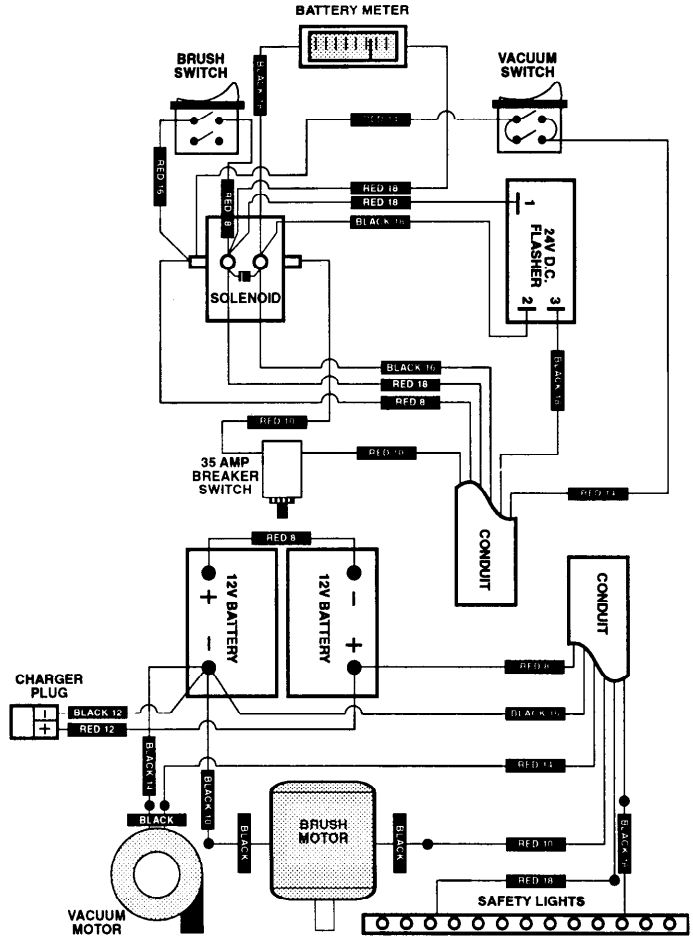 BATTERY METER
BRUSH
SWITCH
VACUUM
SWITCH
BLACK 16
RED 14
RED 16
RED 8
RED 18
RED 18
BLACK 16
1
24V D.C.
FLASHER
2
3
SOLENOID
BLACK 16
RED 18
RED 8
BLACK 18
RED 10
35 AMP
BREAKER
SWITCH
RED 10
RED 14
CONDUIT
RED 8
12V BATTERY
+
−
12V BATTERY
−
+
CONDUIT
RED 8
CHARGER
PLUG
−
+
BLACK 12
RED 12
BLACK 16
BLACK 14
BLACK 10
RED 14
BLACK
BRUSH
MOTOR
BLACK
BLACK
RED 10
BLACK 18
RED 18
SAFETY LIGHTS
VACUUM
MOTOR